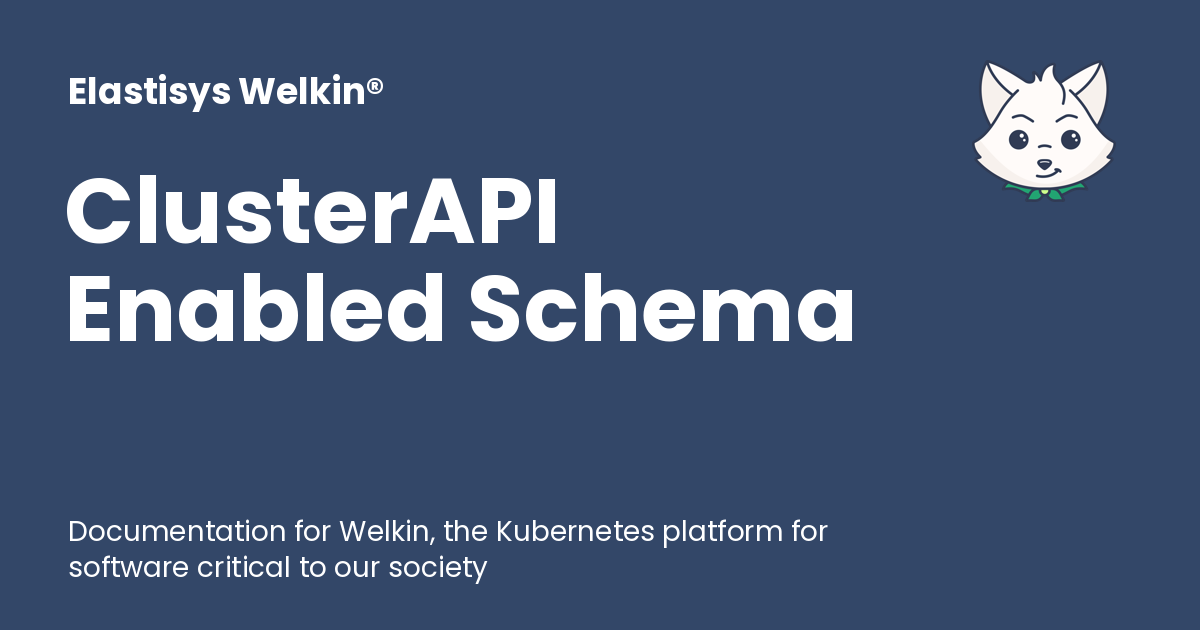 Elastisys Welkin®
ClusterAPI
Enabled Schema
Documentation for Welkin, the Kubernetes platform for
software critical to our society